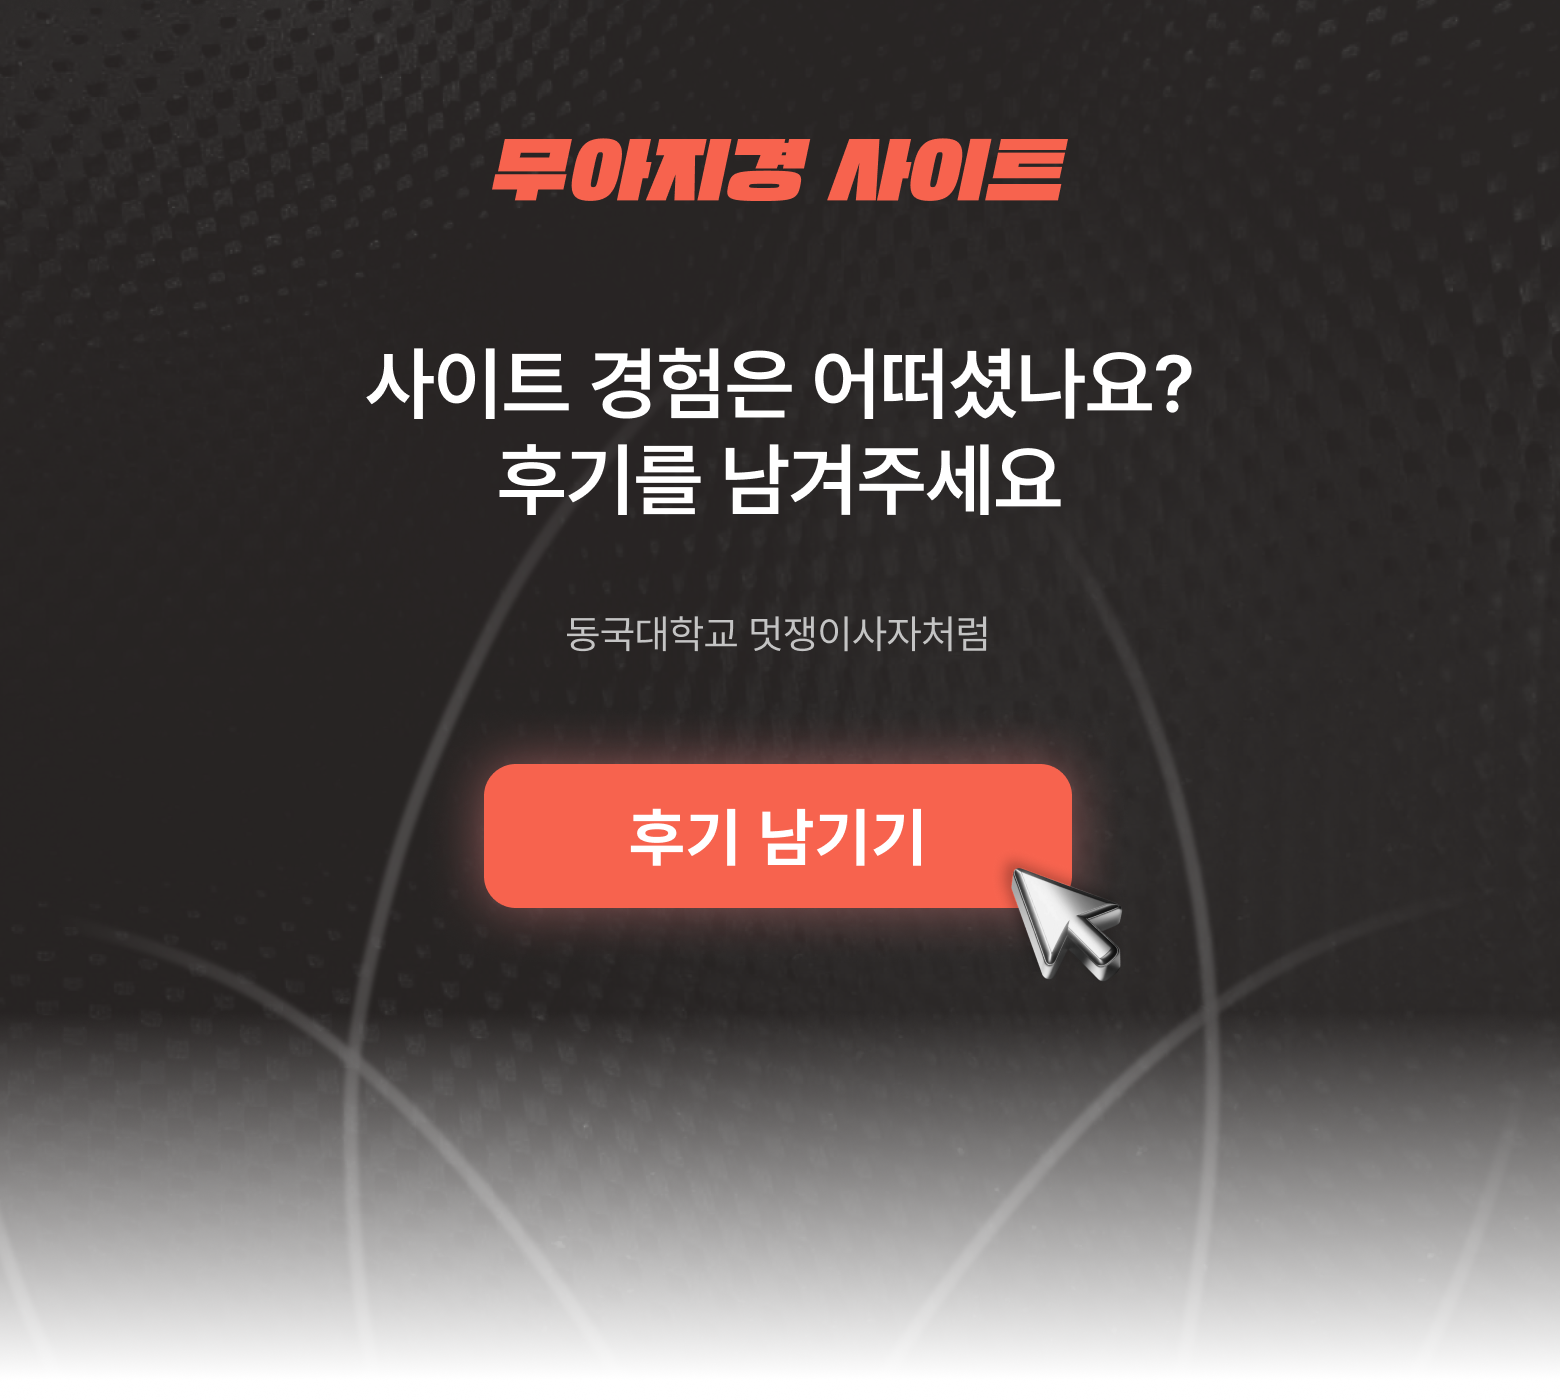 무아지경 사이트
사이트 경험은 어떠셨나요?
후기를 남겨주세요
동국대학교 멋쟁이사자처럼
후기 남기기